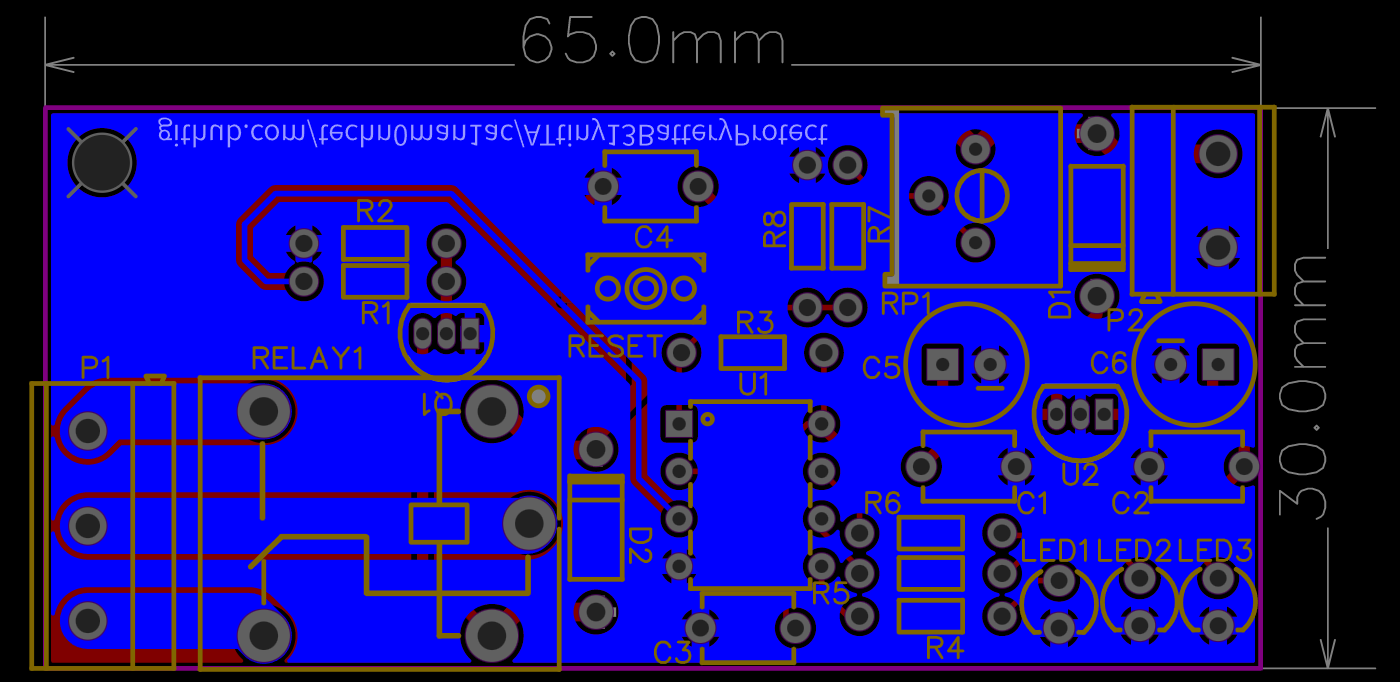 65.0mm
github.com/techn0man1ac/ATtiny13BatteryProtect
R2
C4
R8
R7
R1
RP1
D1
P2
30.0mm
R3
RESET
P1
RELAY1
C5
C6
U1
Q1
U2
R6
C1
C2
D2
LED1
LED2
LED3
R5
R4
C3